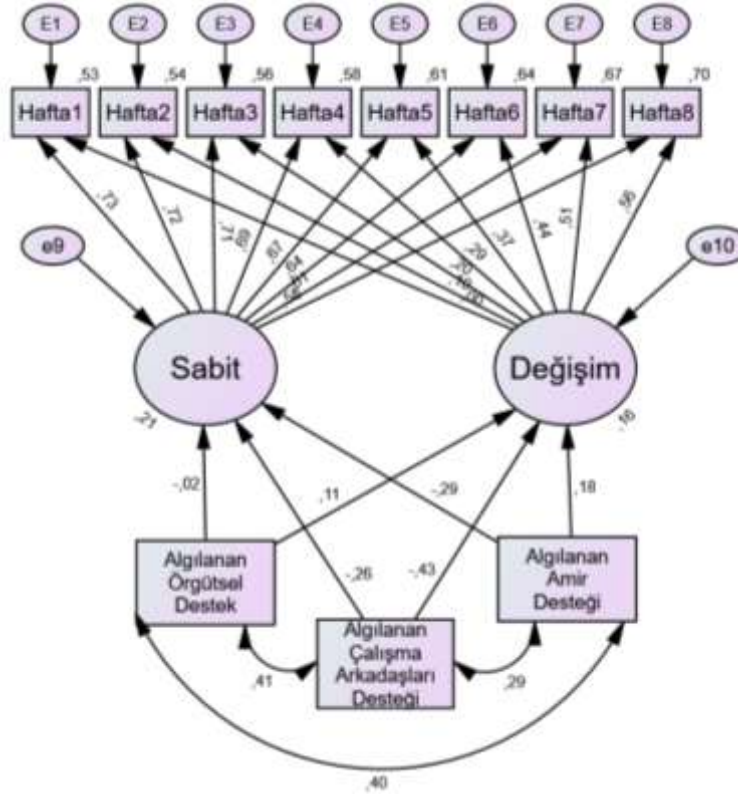 E1 E2 E3 E4 E5 E6 E7 E8
,53 ,54 ,56 ,58 ,61 ,64 ,67 ,70
Hafta1 Hafta2 Hafta3 Hafta4 Hafta5 Hafta6 Hafta7 Hafta8
,73 ,72 ,71 ,69 ,67 ,64 ,29 ,37 ,44 ,51 ,56
,20
e9 e10
Sabit Değişim
,21 ,16
-,02 ,11 -,29 ,18
-,26 -,43
Algılanan
Örgütsel
Destek
Algılanan
Çalışma
Arkadaşları
Desteği
Algılanan
Amir
Desteği
,41 ,29
,40